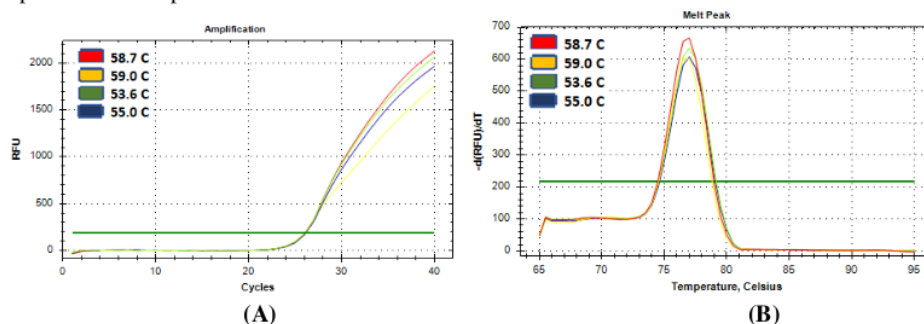 Amplification
58.7 C
59.0 C
53.6 C
55.0 C
2000
1500
1000
500
0
RFU
0 10 20 30 40
Cycles
(A)
B)
Melt Peak
58.7 C
59.0 C
53.6 C
55.0 C
700
600
500
400
300
200
100
0
-d(RFU)/dT
65 70 75 80 85 90 95
Temperature, Celsius
(B)